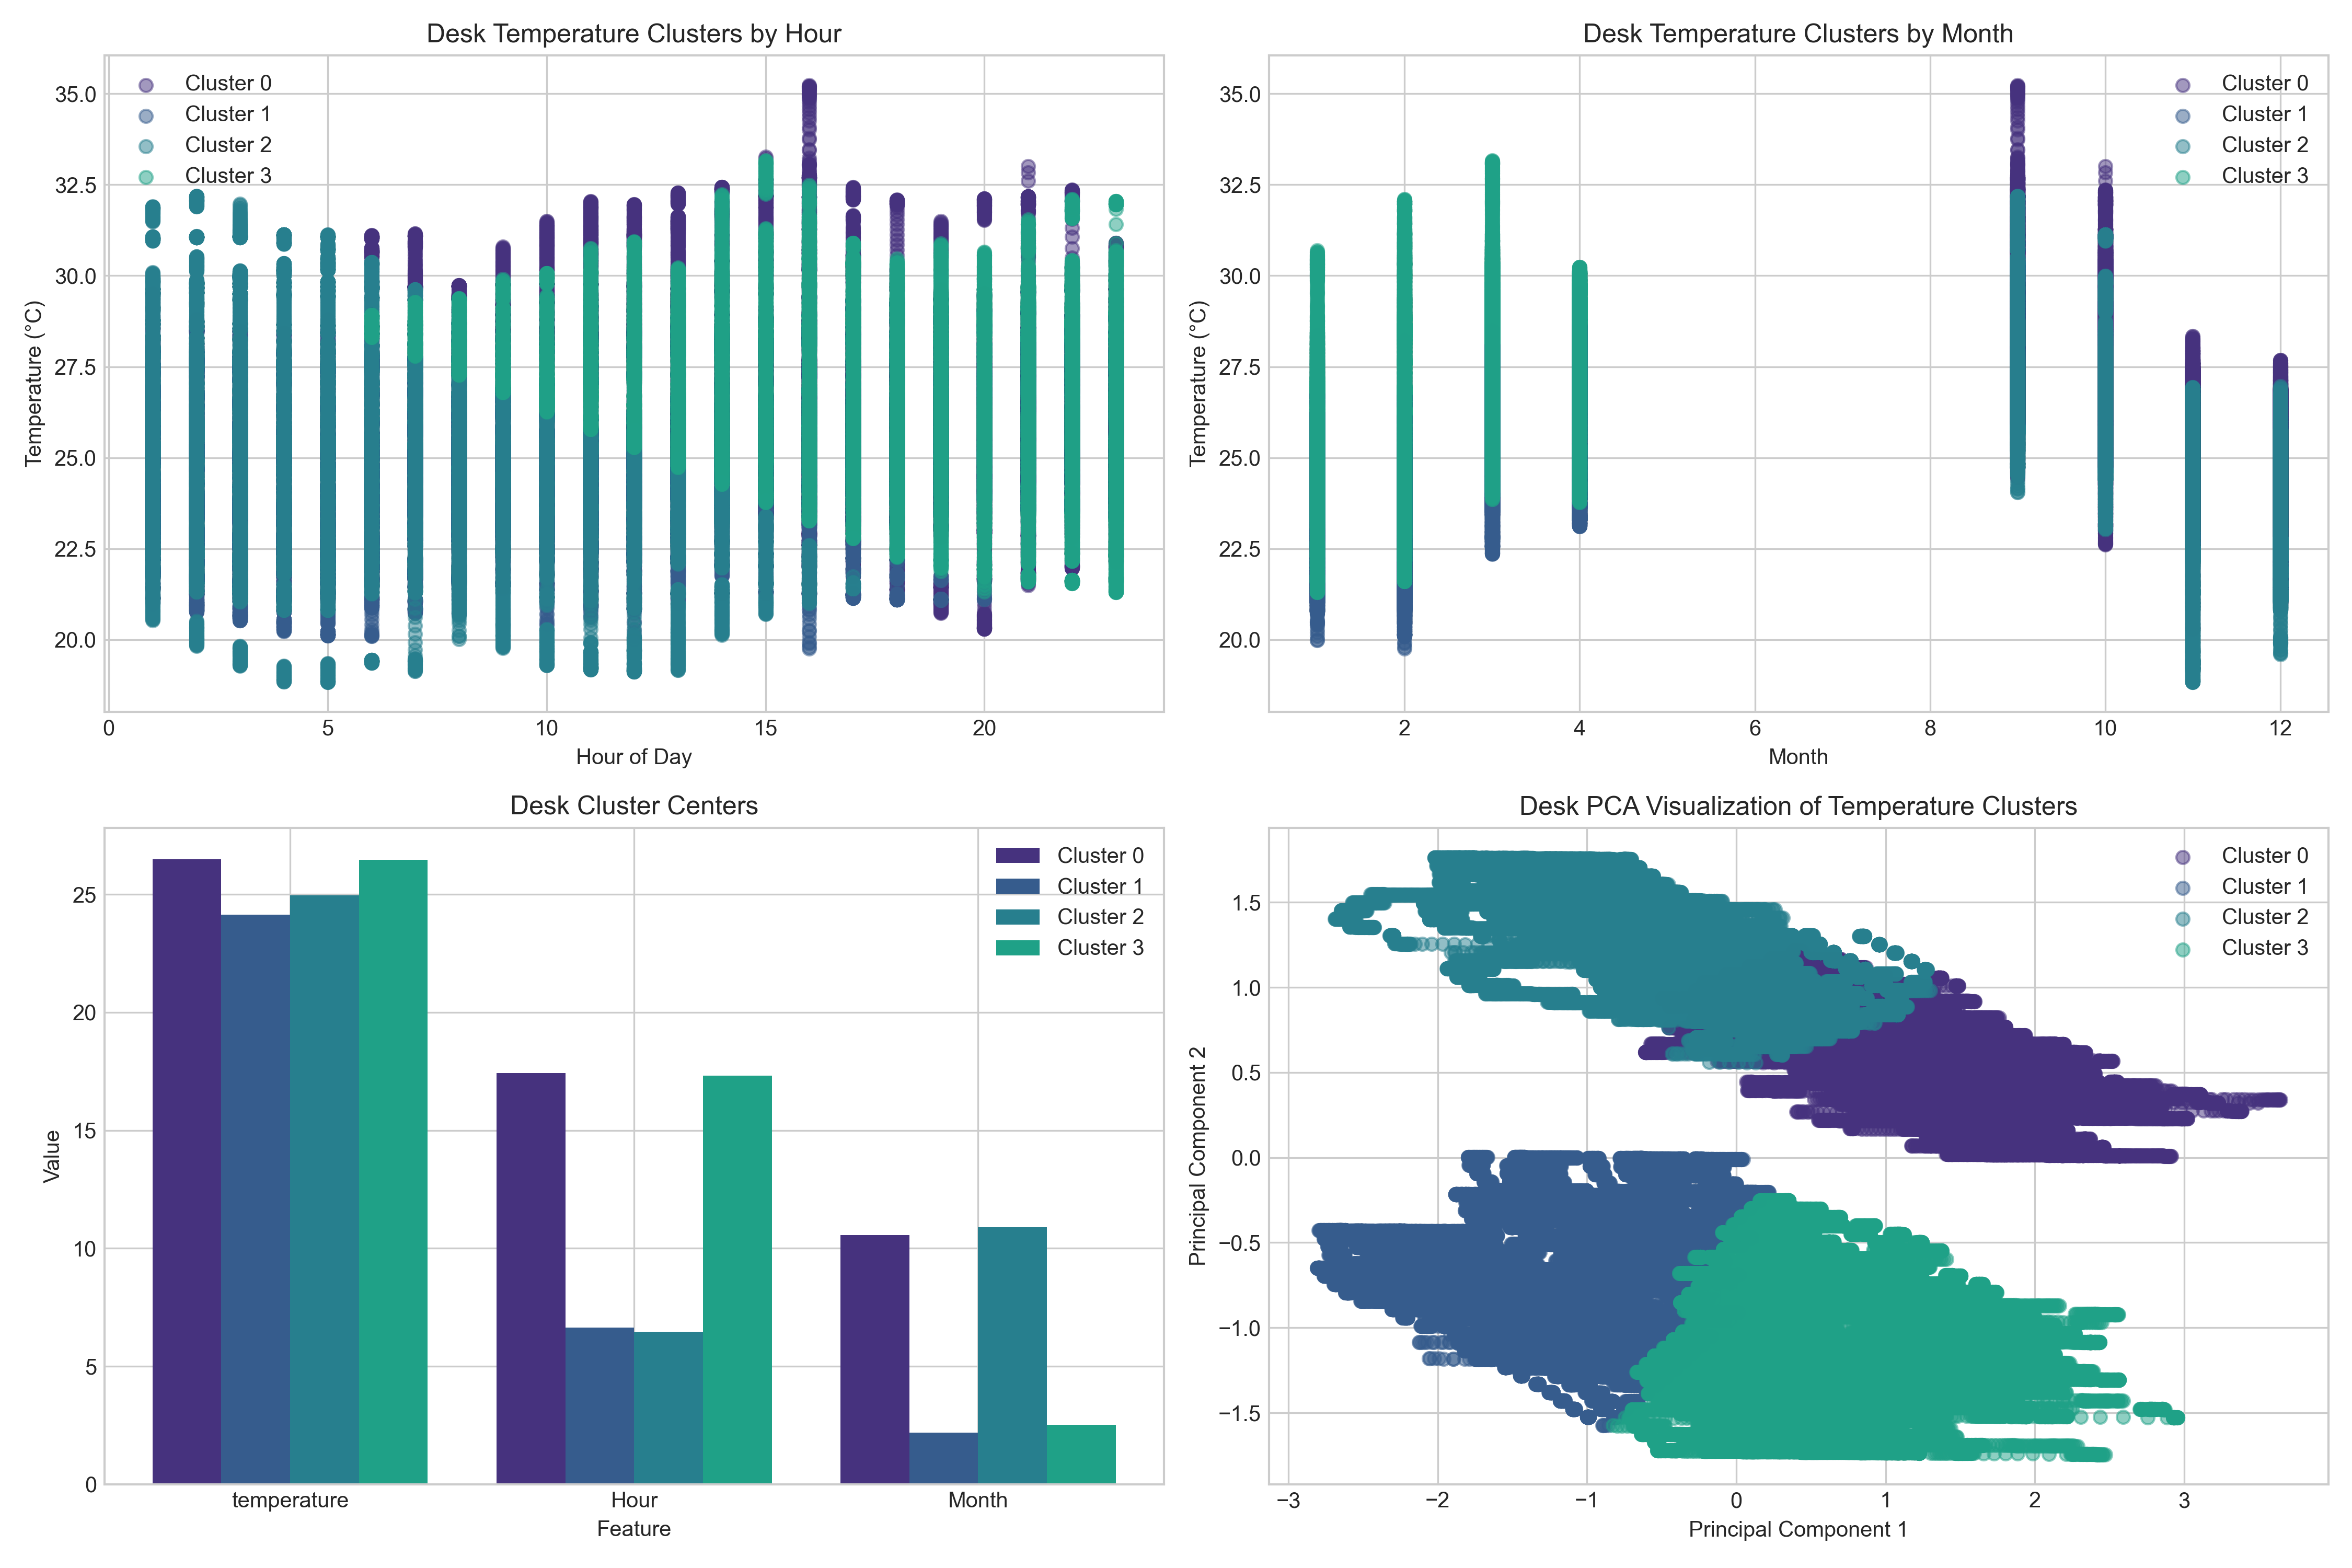 Desk Temperature Clusters by Hour
Cluster 0
Cluster 1
Cluster 2
Cluster 3
35.0
32.5
30.0
27.5
25.0
22.5
20.0
Temperature (°C)
0 5 10 15 20
Hour of Day
Desk Temperature Clusters by Month
Cluster 0
Cluster 1
Cluster 2
Cluster 3
35.0
32.5
30.0
27.5
25.0
22.5
20.0
Temperature (°C)
2 4 6 8 10 12
Month
Desk Cluster Centers
Cluster 0
Cluster 1
Cluster 2
Cluster 3
25
20
15
10
5
0
Value
temperature Hour Month
Feature
Desk PCA Visualization of Temperature Clusters
Cluster 0
Cluster 1
Cluster 2
Cluster 3
1.5
1.0
0.5
0.0
−0.5
−1.0
−1.5
Principal Component 2
−3 −2 −1 0 1 2 3
Principal Component 1